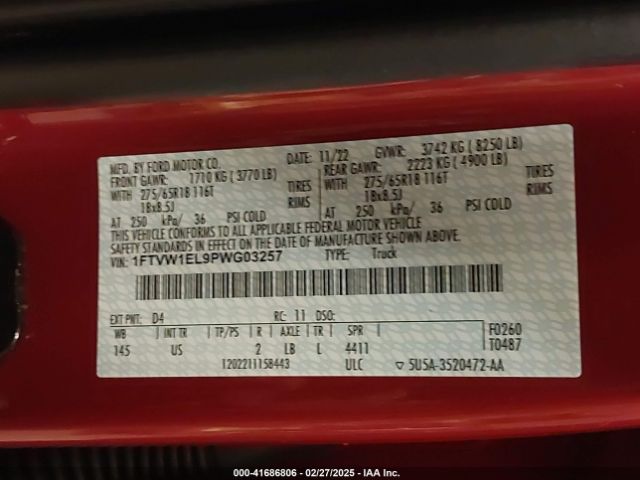 MFD. BY FORD MOTOR CO. DATE: 11/22 GVWR: 3742 KG ( 8250 LB)
FRONT GAWR: 1710 KG ( 3770 LB) REAR GAWR: 2223 KG ( 4900 LB)
WITH 275/65R18 116T TIRES WITH 275/65R18 116T TIRES
18x8.5J RIMS 18x8.5J RIMS
AT 250 kPa/ 36 PSI COLD AT 250 kPa/ 36 PSI COLD
THIS VEHICLE CONFORMS TO ALL APPLICABLE FEDERAL MOTOR VEHICLE
SAFETY STANDARDS IN EFFECT ON THE DATE OF MANUFACTURE SHOWN ABOVE.
VIN: 1FTVW1EL9PWG03257 TYPE: Truck
EXT PNT: D4 RC: 11 DSO: F0260
WB INT TR TP/PS R AXLE TR SPR T0487
145 US 2 LB L 4411
1202211158443 ULC ▽ 5U5A-3520472-AA
000-41686806 - 02/27/2025 - IAA Inc.